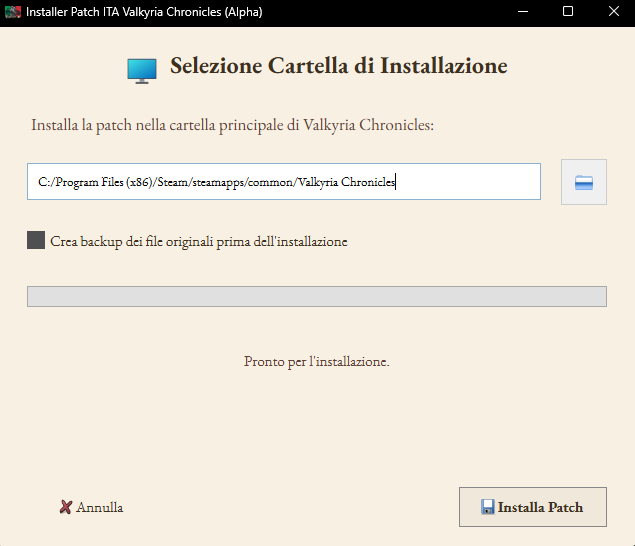 Installer Patch ITA Valkyria Chronicles (Alpha)
Selezione Cartella di Installazione
Installa la patch nella cartella principale di Valkyria Chronicles:
C:/Program Files (x86)/Steam/steamapps/common/Valkyria Chronicles
Crea backup dei file originali prima dell'installazione
Pronto per l'installazione.
Annulla
Installa Patch